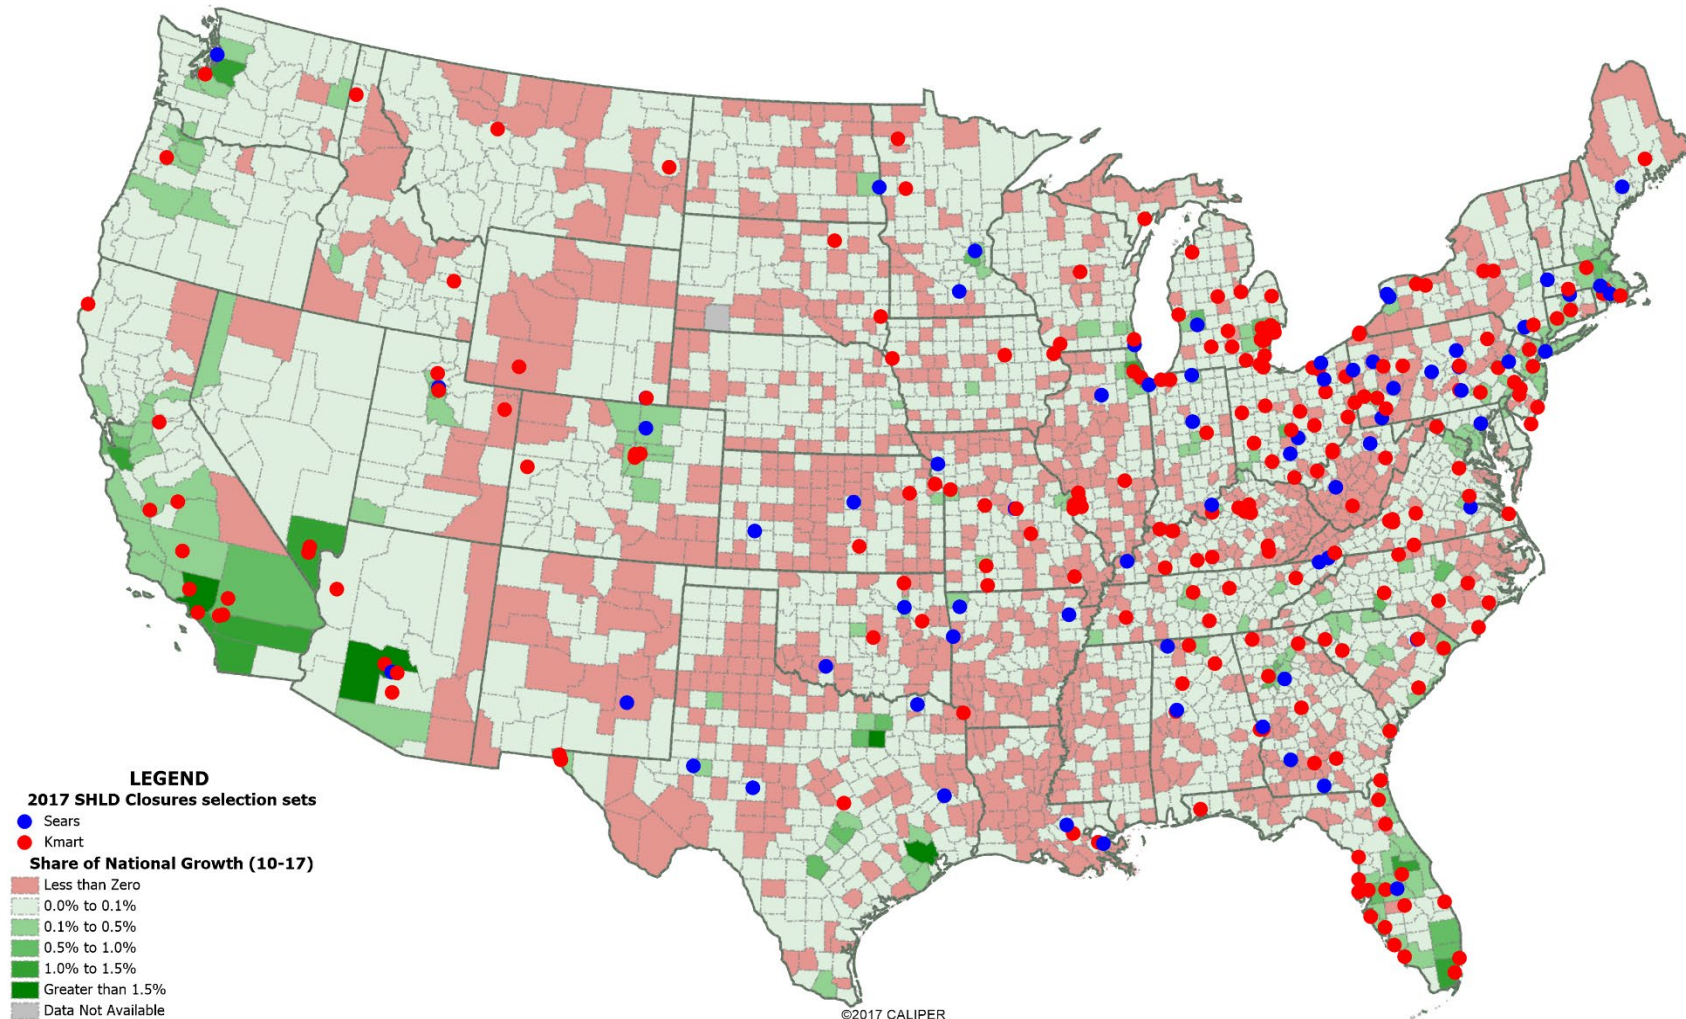 LEGEND
2017 SHLD Closures selection sets
Sears
Kmart
Share of National Growth (10-17)
Less than Zero
0.0% to 0.1%
0.1% to 0.5%
0.5% to 1.0%
1.0% to 1.5%
Greater than 1.5%
Data Not Available
©2017 CALIPER